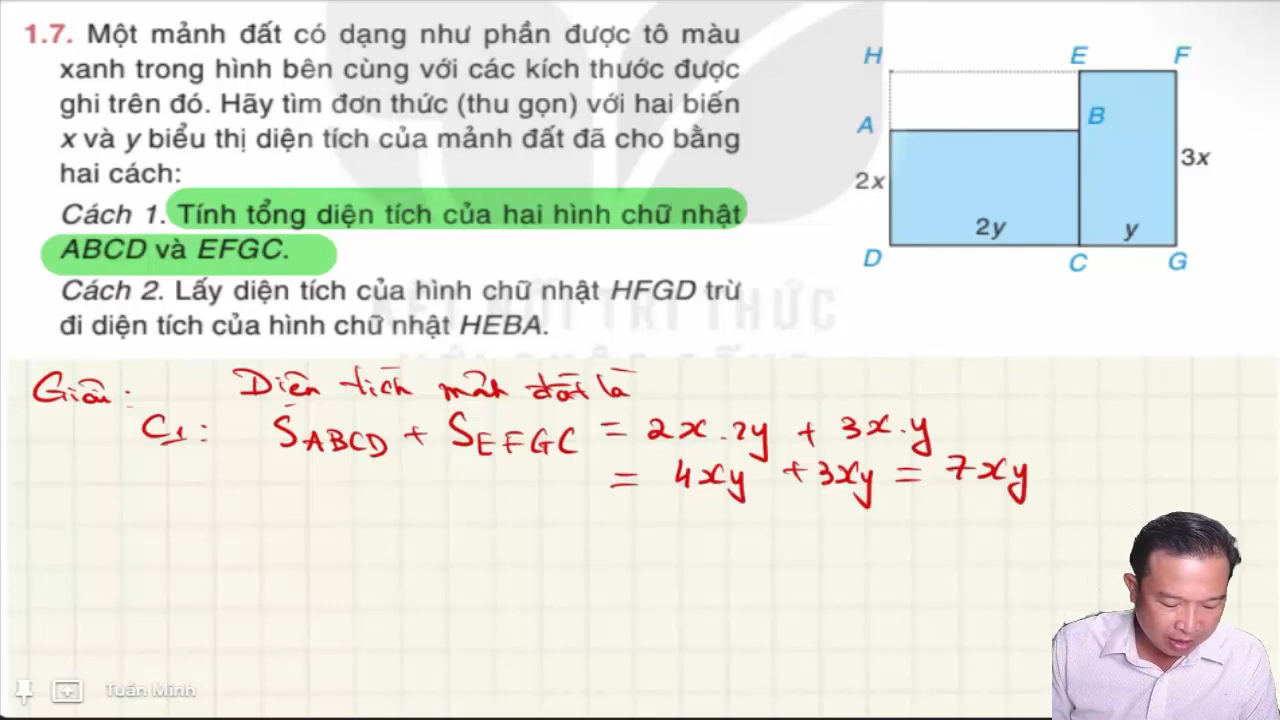 1.7. Một mảnh đất có dạng như phần được tô màu
xanh trong hình bên cùng với các kích thước được
ghi trên đó. Hãy tìm đơn thức (thu gọn) với hai biến
x và y biểu thị diện tích của mảnh đất đã cho bằng
hai cách:
Cách 1. Tính tổng diện tích của hai hình chữ nhật
ABCD và EFGC.
Cách 2. Lấy diện tích của hình chữ nhật HFGD trừ
đi diện tích của hình chữ nhật HEBA.
H E F
A B
2x 3x
2y y
D C G
KẾT NỐI TRI THỨC
Giải: Diện tích mảnh đất là
C1: SABCD + SEFGC = 2x.2y + 3x.y
= 4xy + 3xy = 7xy
Tuấn Minh